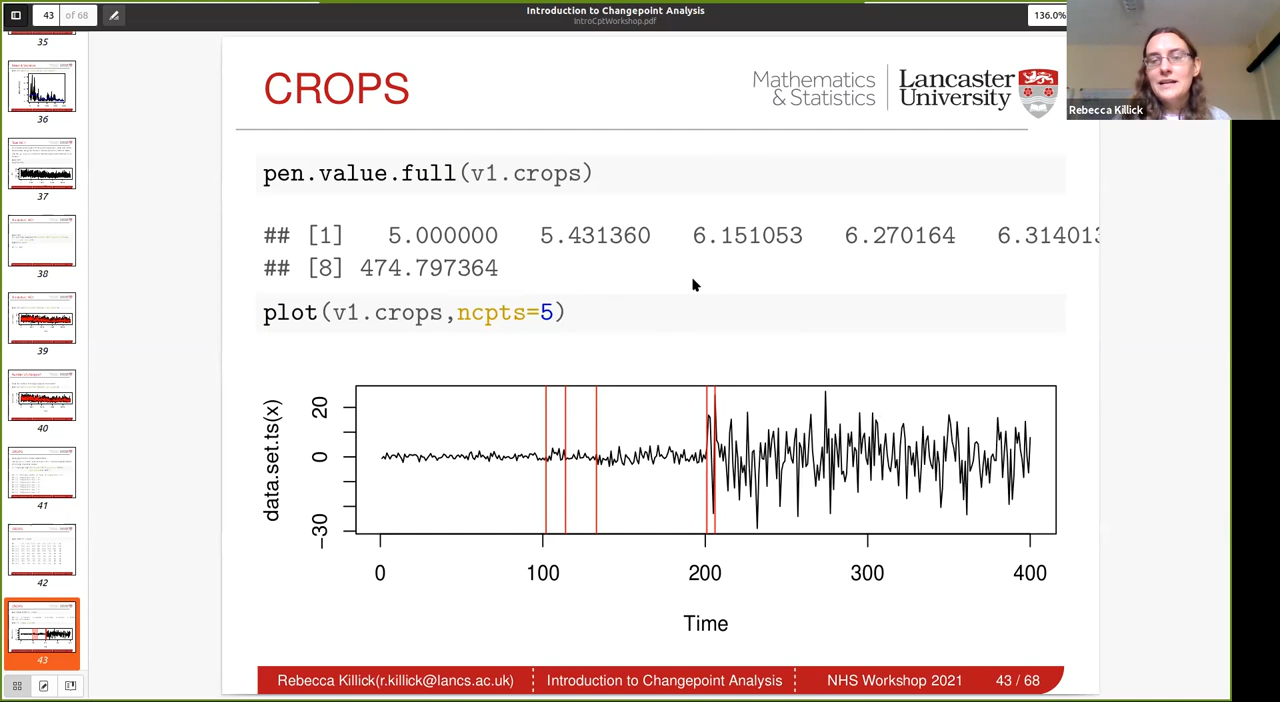 43 of 68
Introduction to Changepoint Analysis
IntroCptWorkshop.pdf
136.0%
Rebecca Killick
35
36
37
38
39
40
41
42
43
CROPS
Mathematics
& Statistics
Lancaster
University
pen.value.full(v1.crops)
## [1] 5.000000 5.431360 6.151053 6.270164 6.314013
## [8] 474.797364
plot(v1.crops,ncpts=5)
data.set.ts(x)
20
0
−30
0 100 200 300 400
Time
Rebecca Killick(r.killick@lancs.ac.uk) Introduction to Changepoint Analysis NHS Workshop 2021 43 / 68